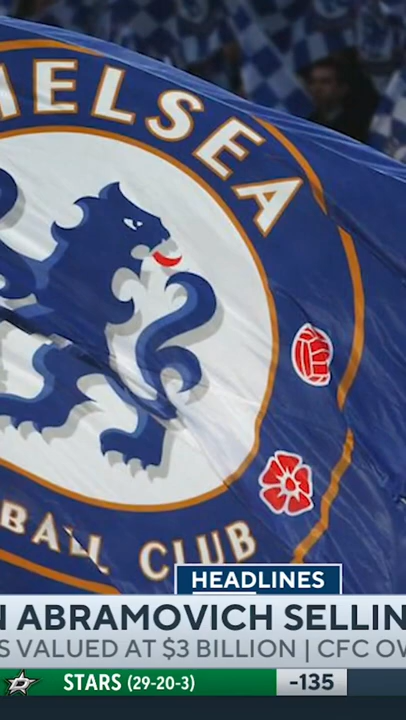 HELSEA
BALL CLUB
HEADLINES
N ABRAMOVICH SELLIN
S VALUED AT $3 BILLION | CFC OW
STARS (29-20-3) -135